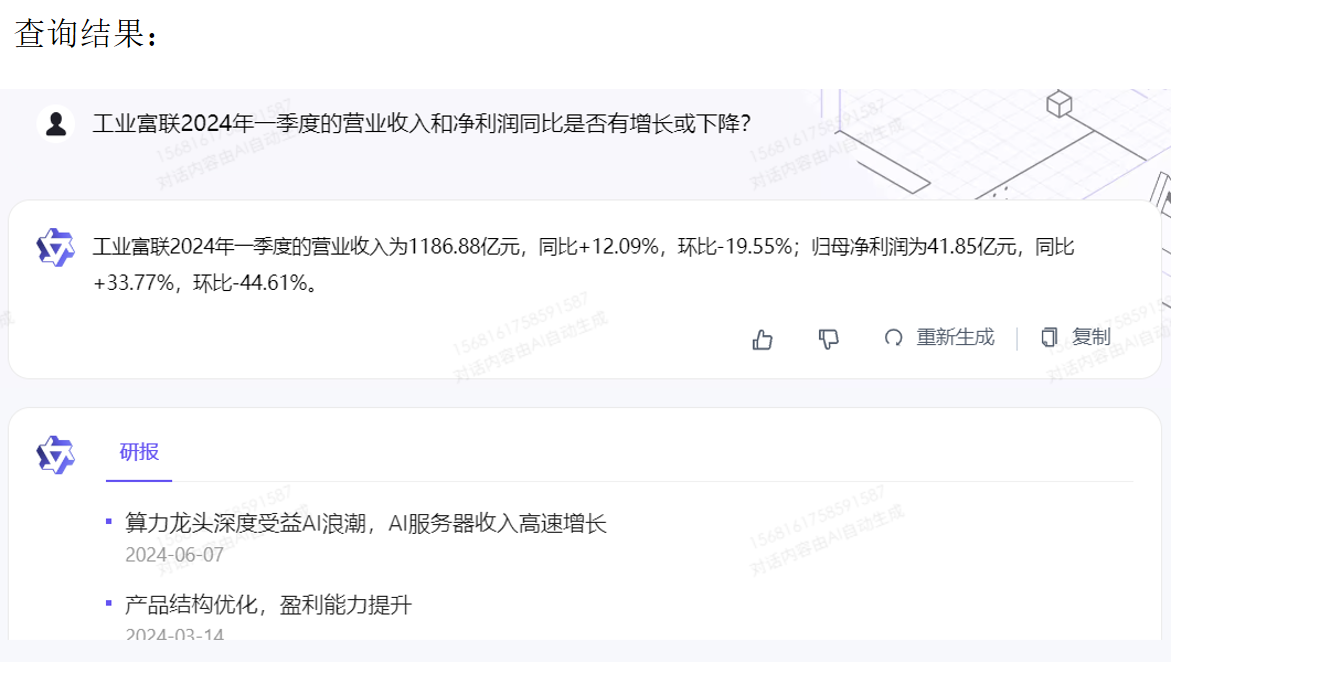 查询结果：
工业富联2024年一季度的营业收入和净利润同比是否有增长或下降？
工业富联2024年一季度的营业收入为1186.88亿元，同比+12.09%，环比-19.55%；归母净利润为41.85亿元，同比
+33.77%，环比-44.61%。
重新生成
复制
研报
算力龙头深度受益AI浪潮，AI服务器收入高速增长
2024-06-07
产品结构优化，盈利能力提升
2024-03-14
1568161758591587
对话内容由AI自动生成